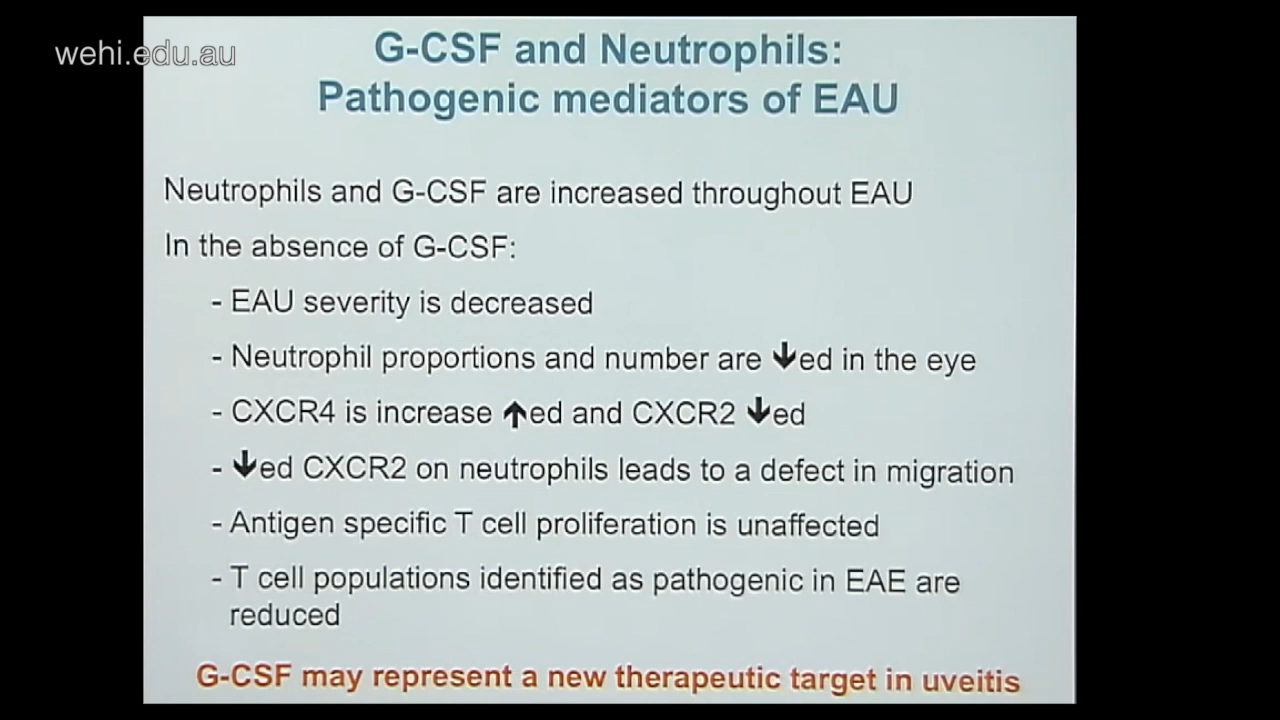 wehi.edu.au
G-CSF and Neutrophils:
Pathogenic mediators of EAU
Neutrophils and G-CSF are increased throughout EAU
In the absence of G-CSF:
- EAU severity is decreased
- Neutrophil proportions and number are ↓ed in the eye
- CXCR4 is increase ↑ed and CXCR2 ↓ed
- ↓ed CXCR2 on neutrophils leads to a defect in migration
- Antigen specific T cell proliferation is unaffected
- T cell populations identified as pathogenic in EAE are
reduced
G-CSF may represent a new therapeutic target in uveitis